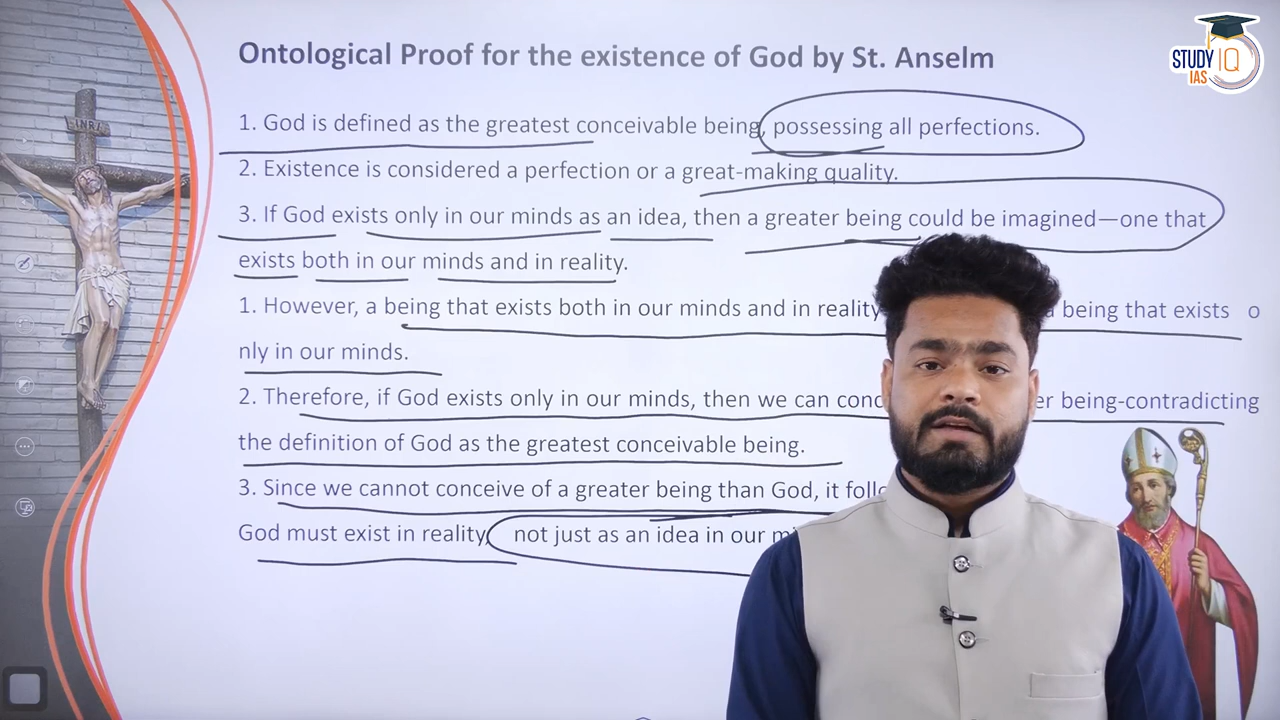 Ontological Proof for the existence of God by St. Anselm
STUDY IQ
IAS
INRI
1. God is defined as the greatest conceivable being, possessing all perfections.
2. Existence is considered a perfection or a great-making quality.
3. If God exists only in our minds as an idea, then a greater being could be imagined—one that
exists both in our minds and in reality.
1. However, a being that exists both in our minds and in reality being that exists o
nly in our minds.
2. Therefore, if God exists only in our minds, then we can being-contradicting
the definition of God as the greatest conceivable being.
3. Since we cannot conceive of a greater being than God, it
God must exist in reality, not just as an idea in our